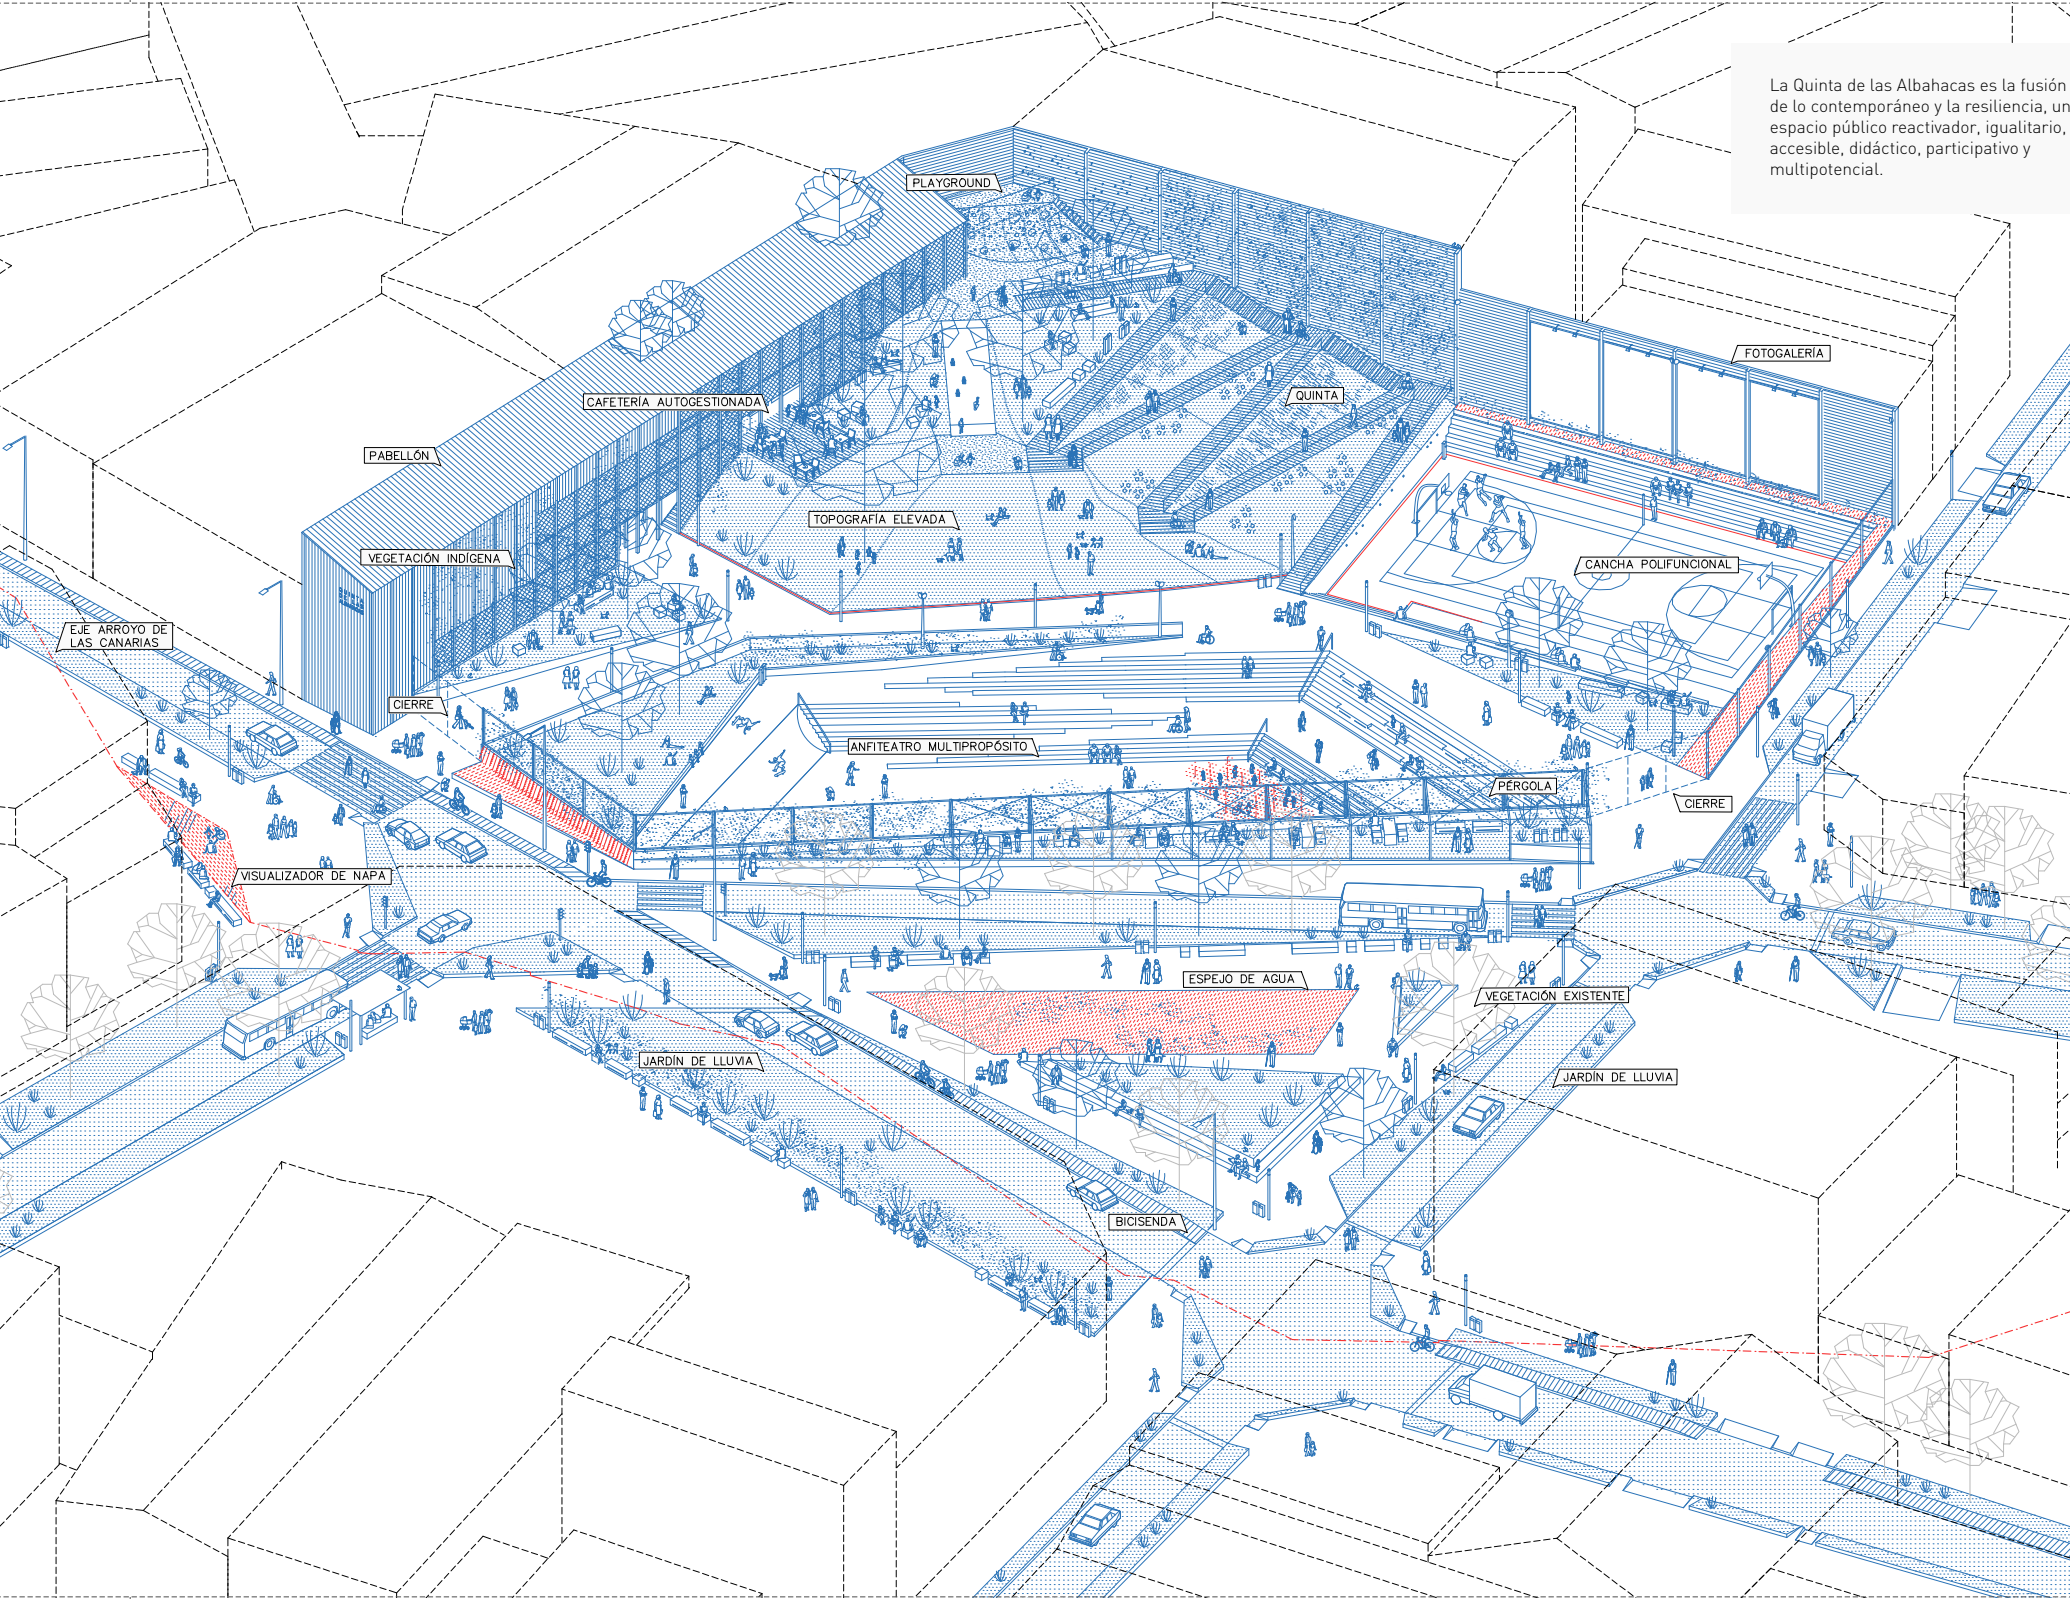 La Quinta de las Albahacas es la fusión
de lo contemporáneo y la resiliencia, un
espacio público reactivador, igualitario,
accesible, didáctico, participativo y
multipotencial.
PLAYGROUND
FOTOGALERÍA
CAFETERÍA AUTOGESTIONADA
QUINTA
PABELLÓN
TOPOGRAFÍA ELEVADA
VEGETACIÓN INDÍGENA
CANCHA POLIFUNCIONAL
EJE ARROYO DE
LAS CANARIAS
CIERRE
ANFITEATRO MULTIPROPÓSITO
PÉRGOLA
CIERRE
VISUALIZADOR DE NAPA
ESPEJO DE AGUA
VEGETACIÓN EXISTENTE
JARDÍN DE LLUVIA
JARDÍN DE LLUVIA
BICISENDA